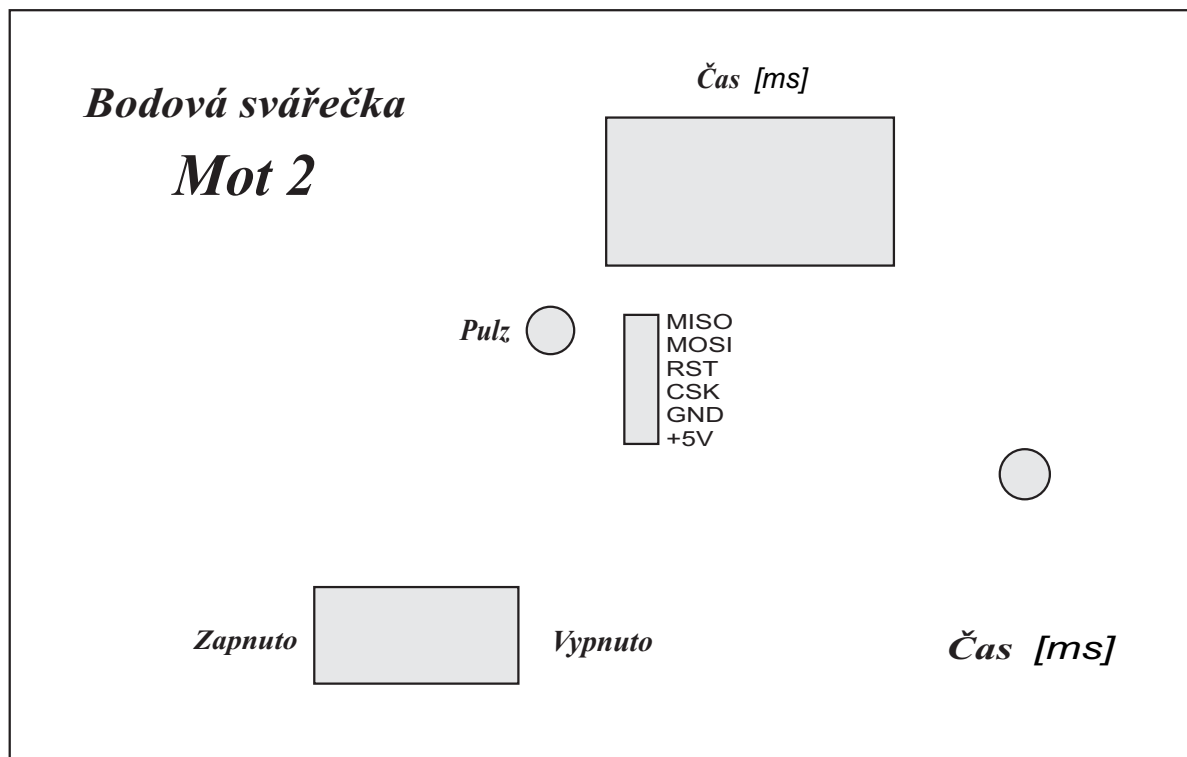 Bodová svářečka
Mot 2
Čas [ms]
Pulz
MISO
MOSI
RST
CSK
GND
+5V
Zapnuto
Vypnuto
Čas [ms]